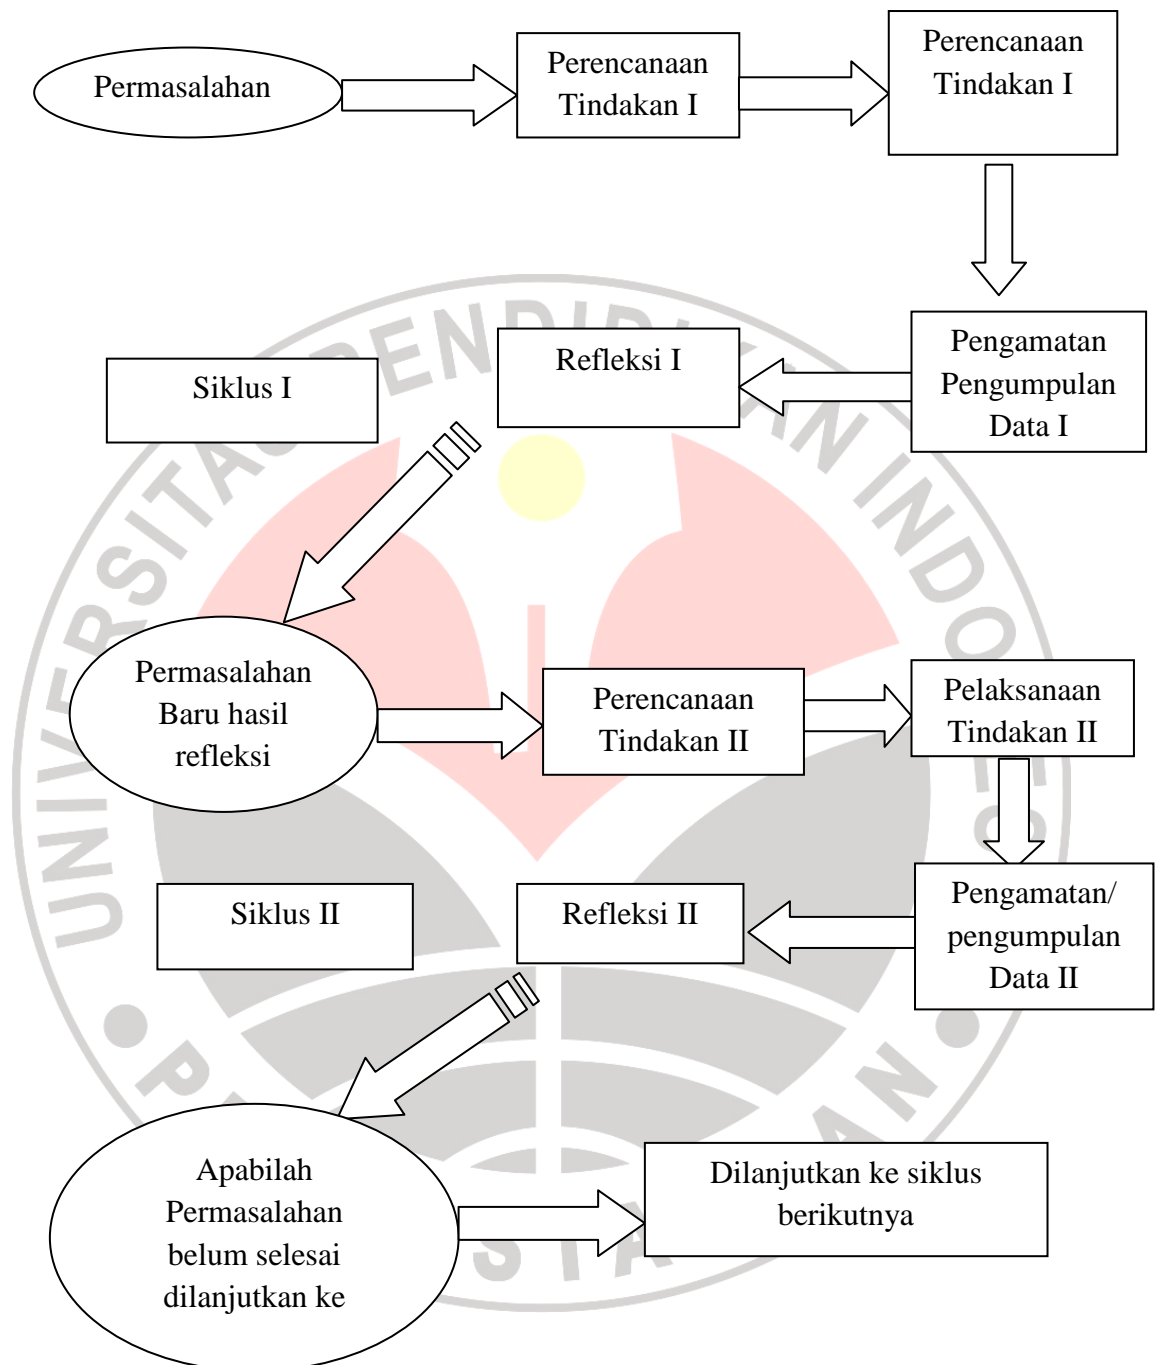 Permasalahan
Perencanaan
Tindakan I
Perencanaan
Tindakan I
Pengamatan
Pengumpulan
Data I
Refleksi I
Siklus I
Permasalahan
Baru hasil
refleksi
Perencanaan
Tindakan II
Pelaksanaan
Tindakan II
Pengamatan/
pengumpulan
Data II
Refleksi II
Siklus II
Apabilah
Permasalahan
belum selesai
dilanjutkan ke
Dilanjutkan ke siklus
berikutnya